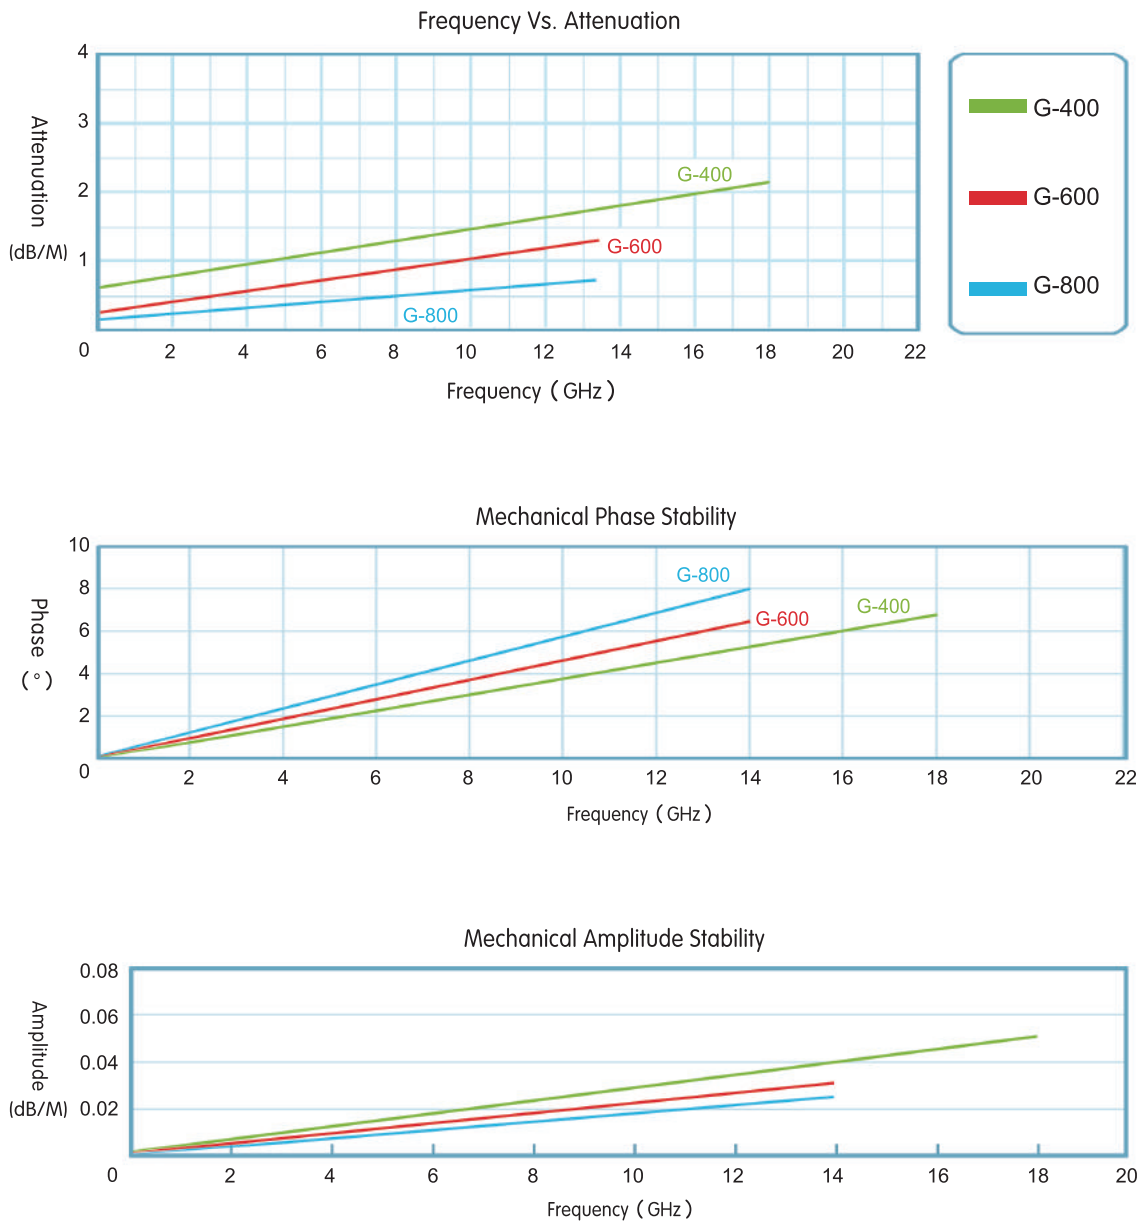 Frequency Vs. Attenuation
4
3
2
1
0
Attenuation
(dB/M)
G-400
G-600
G-800
2 4 6 8 10 12 14 16 18 20 22
Frequency ( GHz )
G-400
G-600
G-800
Mechanical Phase Stability
10
8
6
4
2
0
Phase
( ° )
G-800
G-600
G-400
2 4 6 8 10 12 14 16 18 20 22
Frequency ( GHz )
Mechanical Amplitude Stability
0.08
0.06
0.04
0.02
0
Amplitude
(dB/M)
2 4 6 8 10 12 14 16 18 20
Frequency ( GHz )